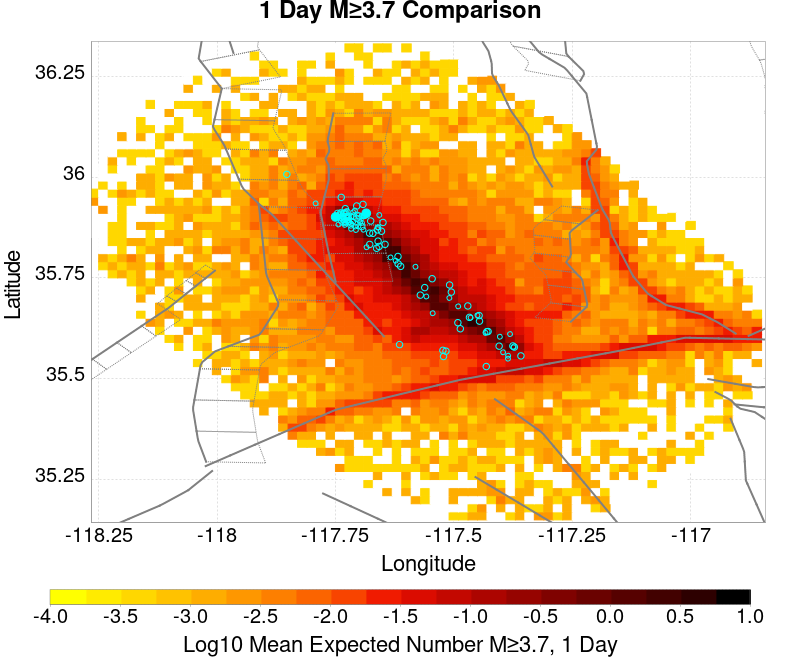 1 Day M≥3.7 Comparison
36.25
36
35.75
35.5
35.25
Latitude
-118.25 -118 -117.75 -117.5 -117.25 -117
Longitude
-4.0 -3.5 -3.0 -2.5 -2.0 -1.5 -1.0 -0.5 0.0 0.5 1.0
Log10 Mean Expected Number M≥3.7, 1 Day